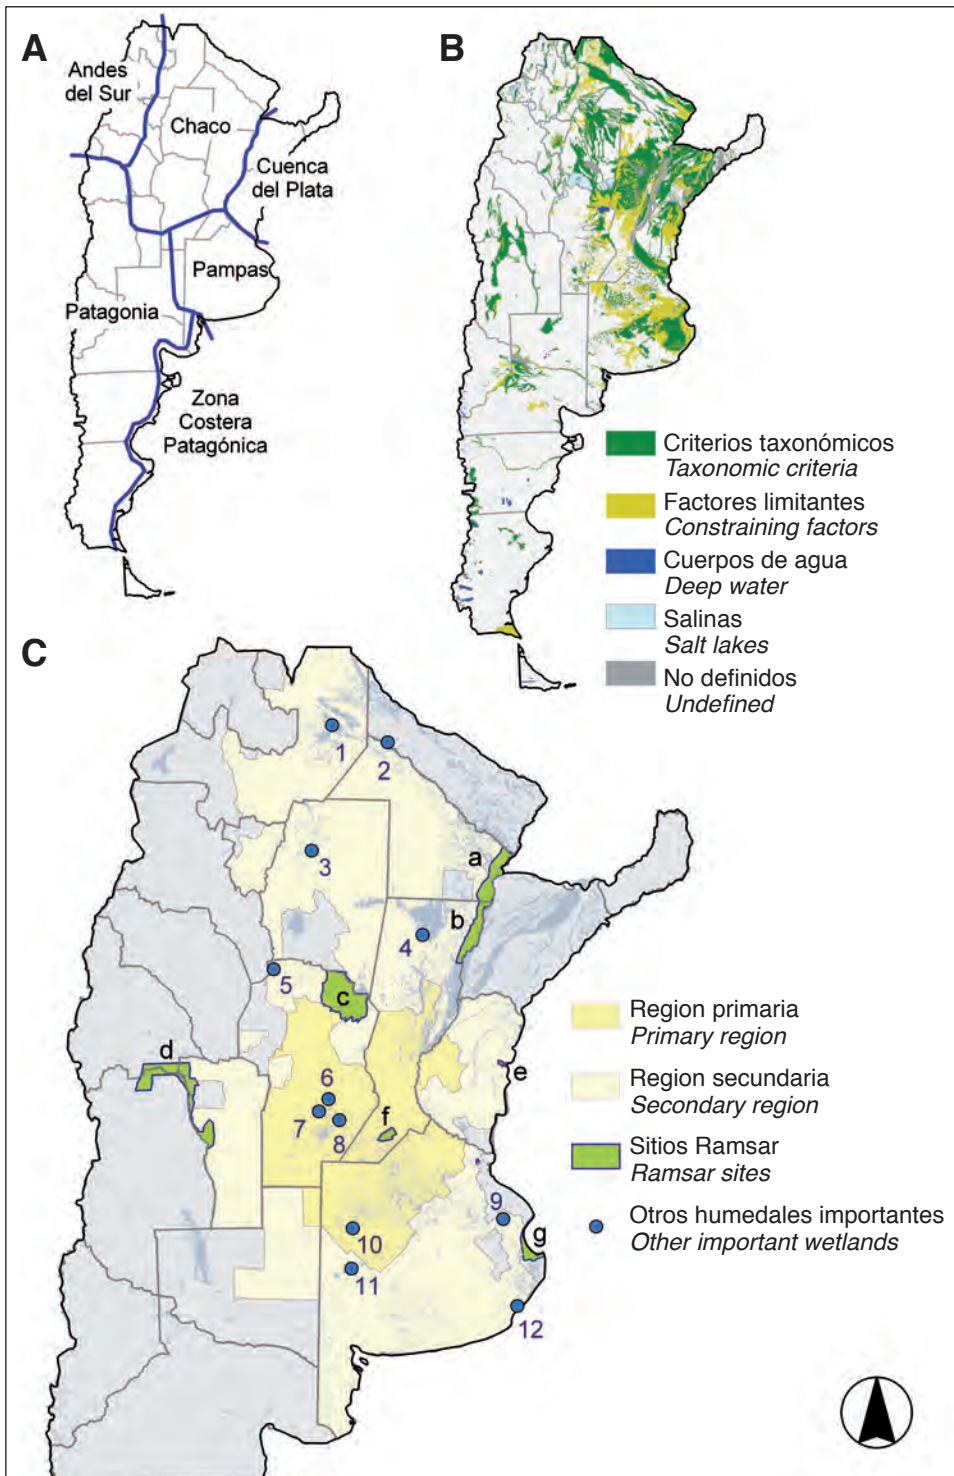 A
Andes
del Sur
Chaco
Cuenca
del Plata
Pampas
Patagonia
Zona
Costera
Patagónica
B
Criterios taxonómicos
Taxonomic criteria
Factores limitantes
Constraining factors
Cuerpos de agua
Deep water
Salinas
Salt lakes
No definidos
Undefined
C
1
2
3
a
b
4
5
c
d
e
6
7
8
f
9
g
10
11
12
Region primaria
Primary region
Region secundaria
Secondary region
Sitios Ramsar
Ramsar sites
Otros humedales importantes
Other important wetlands